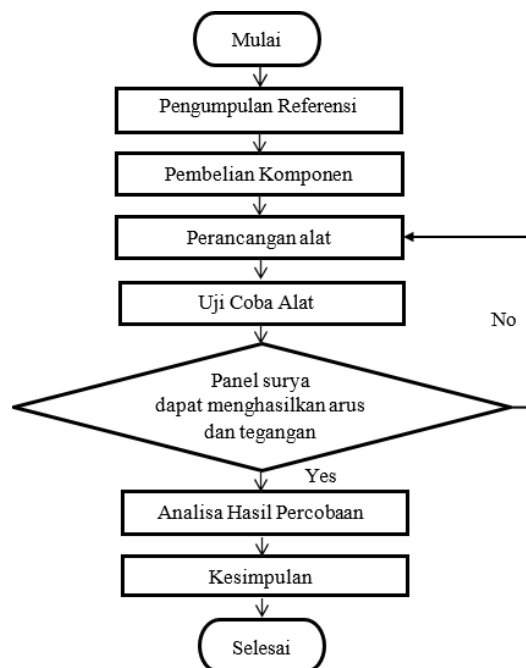 Mulai
Pengumpulan Referensi
Pembelian Komponen
Perancangan alat
Uji Coba Alat
No
Panel surya
dapat menghasilkan arus
dan tegangan
Yes
Analisa Hasil Percobaan
Kesimpulan
Selesai